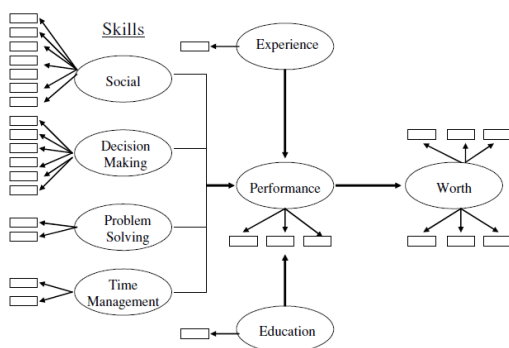 Skills
Experience
Social
Decision
Making
Performance
Worth
Problem
Solving
Time
Management
Education